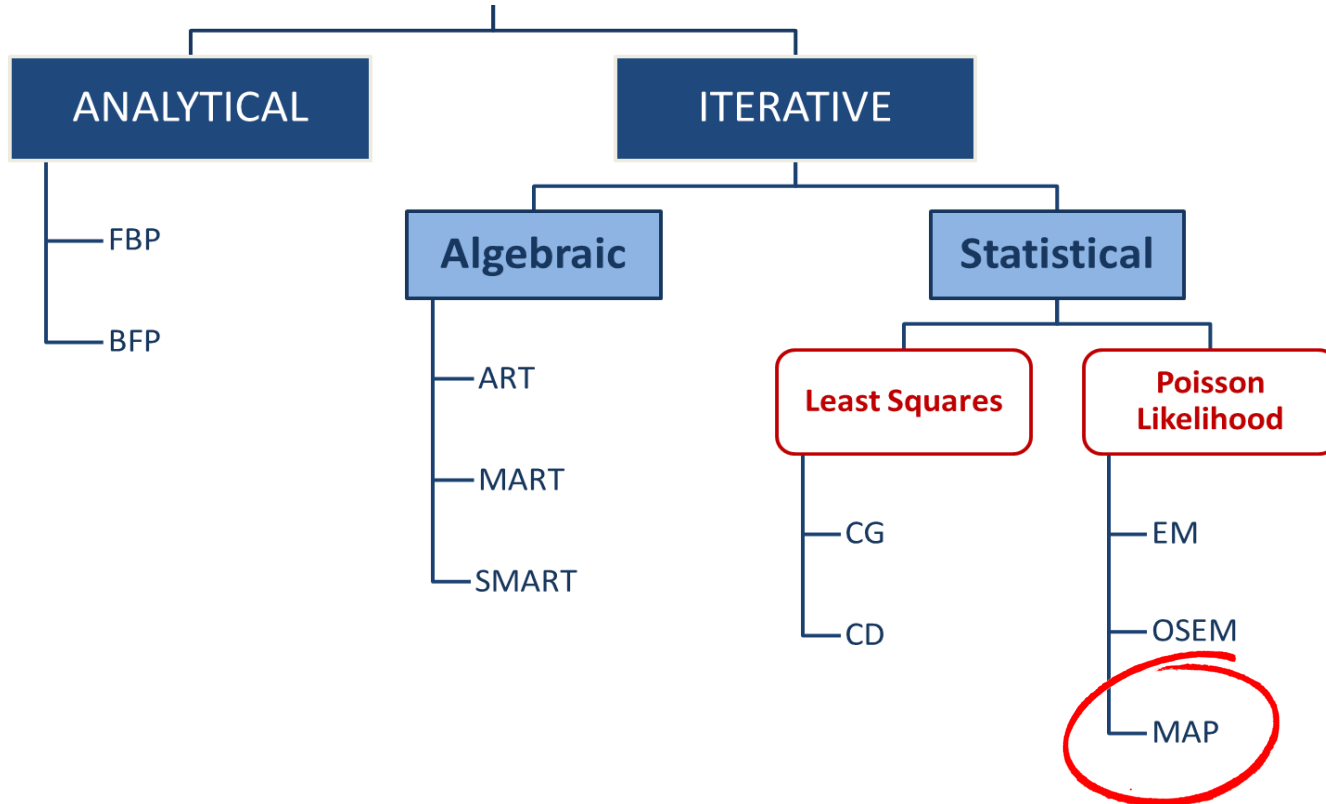 ANALYTICAL
ITERATIVE
FBP
BFP
Algebraic
Statistical
ART
MART
SMART
Least Squares
Poisson
Likelihood
CG
CD
EM
OSEM
MAP